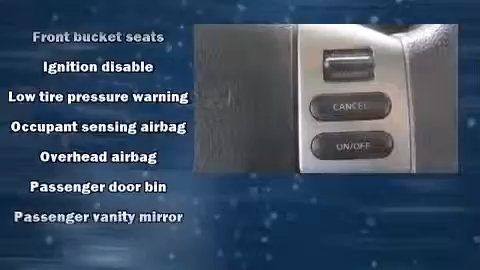 Front bucket seats
Ignition disable
Low tire pressure warning
Occupant sensing airbag
Overhead airbag
Passenger door bin
Passenger vanity mirror
CANCEL
ON/OFF